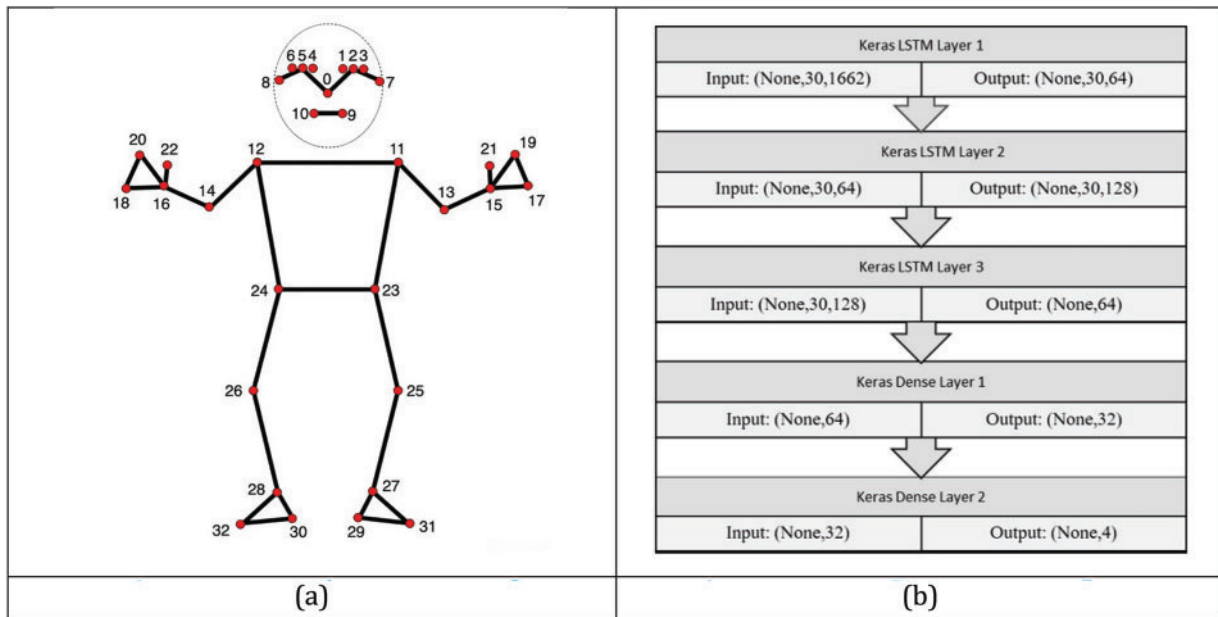 6 5 4 1 2 3
8 0 7
10 9
20 22 12 11 21 19
18 16 14 13 15 17
24 23
26 25
28 27
32 30 29 31
(a)
Keras LSTM Layer 1
Input: (None,30,1662) Output: (None,30,64)
Keras LSTM Layer 2
Input: (None,30,64) Output: (None,30,128)
Keras LSTM Layer 3
Input: (None,30,128) Output: (None,64)
Keras Dense Layer 1
Input: (None,64) Output: (None,32)
Keras Dense Layer 2
Input: (None,32) Output: (None,4)
(b)